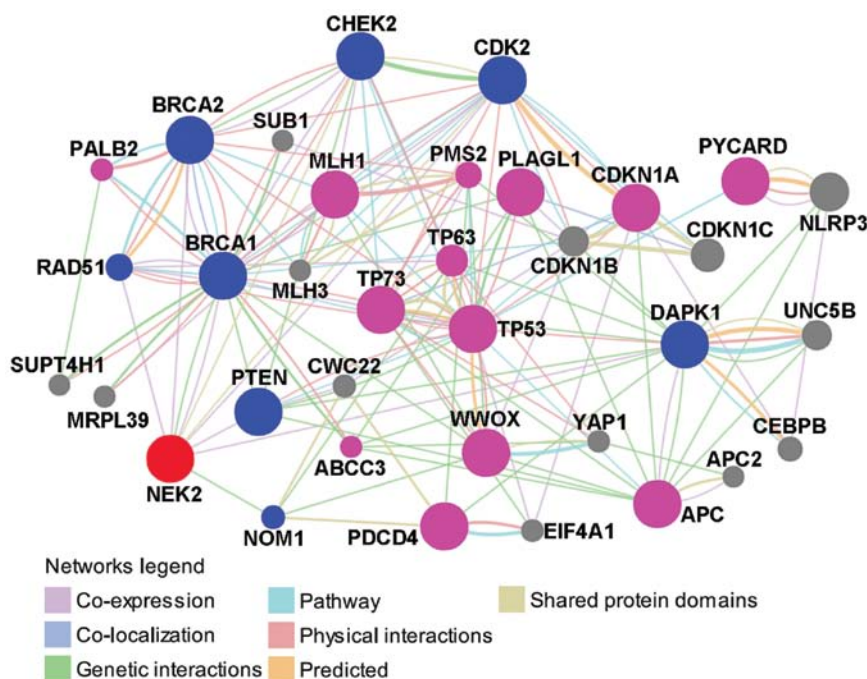 CHEK2
CDK2
BRCA2
SUB1
PALB2
MLH1
PMS2
PLAGL1
CDKN1A
PYCARD
NLRP3
BRCA1
TP63
CDKN1B
CDKN1C
RAD51
MLH3
TP73
TP53
DAPK1
UNC5B
SUPT4H1
MRPL39
PTEN
CWC22
WWOX
YAP1
CEBPB
NEK2
ABCC3
APC2
NOM1
PDCD4
EIF4A1
APC
Networks legend
Co-expression
Pathway
Shared protein domains
Co-localization
Physical interactions
Genetic interactions
Predicted